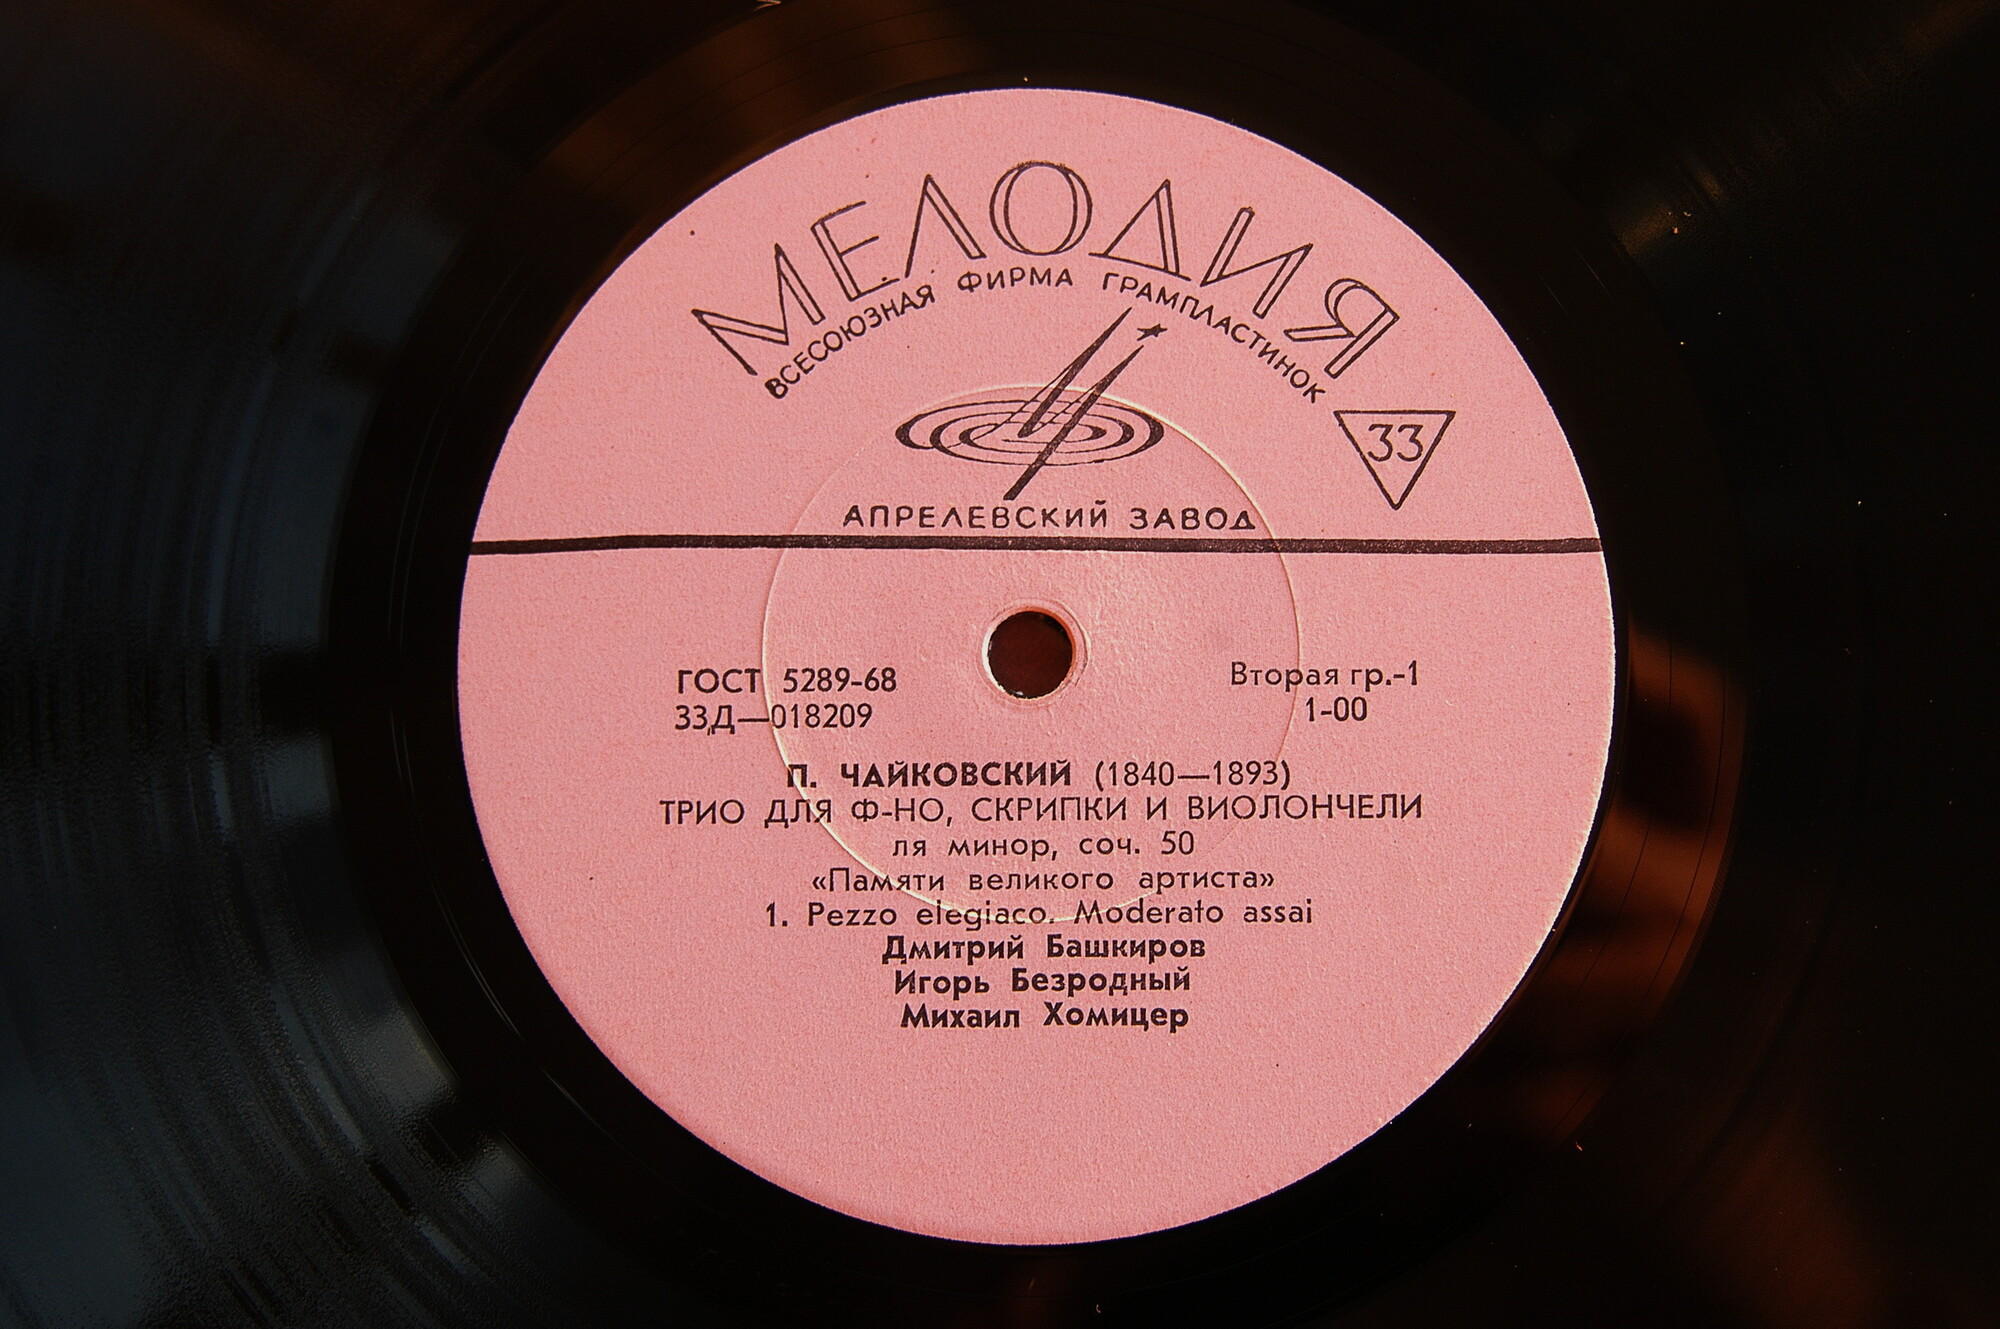 МЕЛОДИЯ
ВСЕСОЮЗНАЯ ФИРМА ГРАМПЛАСТИНОК
33
АПРЕЛЕВСКИЙ ЗАВОД
ГОСТ 5289-68
33Д—018209
Вторая гр.-1
1-00
П. ЧАЙКОВСКИЙ (1840—1893)
ТРИО ДЛЯ Ф-НО, СКРИПКИ И ВИОЛОНЧЕЛИ
ля минор, соч. 50
«Памяти великого артиста»
1. Pezzo elegiaco. Moderato assai
Дмитрий Башкиров
Игорь Безродный
Михаил Хомицер